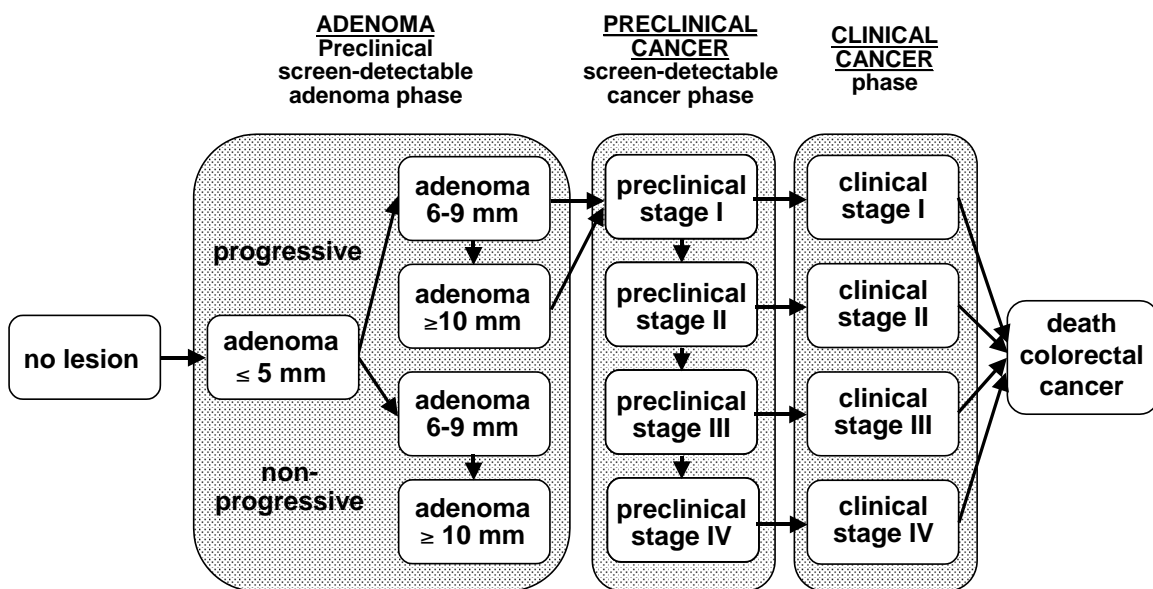 ADENOMA
Preclinical
screen-detectable
adenoma phase
PRECLINICAL
CANCER
screen-detectable
cancer phase
CLINICAL
CANCER
phase
no lesion
progressive
adenoma
≤ 5 mm
non-
progressive
adenoma
6-9 mm
adenoma
≥10 mm
adenoma
6-9 mm
adenoma
≥ 10 mm
preclinical
stage I
preclinical
stage II
preclinical
stage III
preclinical
stage IV
clinical
stage I
clinical
stage II
clinical
stage III
clinical
stage IV
death
colorectal
cancer